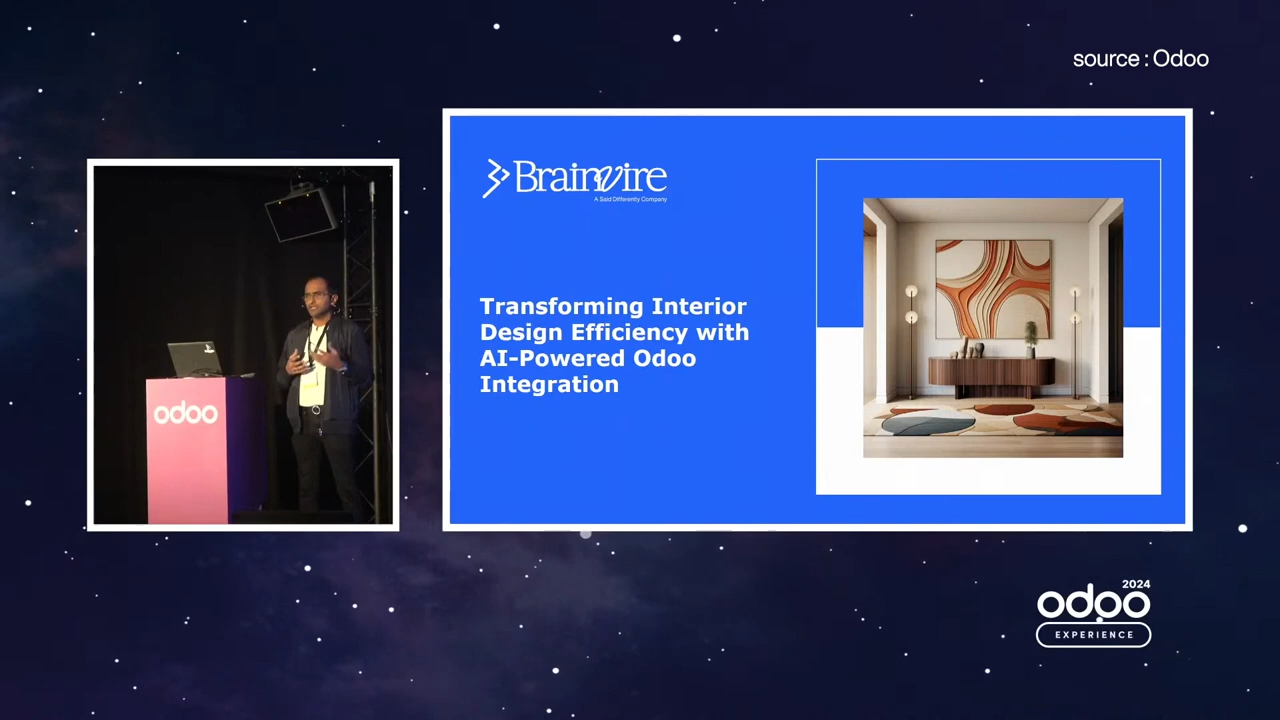 source : Odoo
Brainvire
A Said Differently Company
Transforming Interior
Design Efficiency with
AI-Powered Odoo
Integration
odoo
2024
odoo
EXPERIENCE